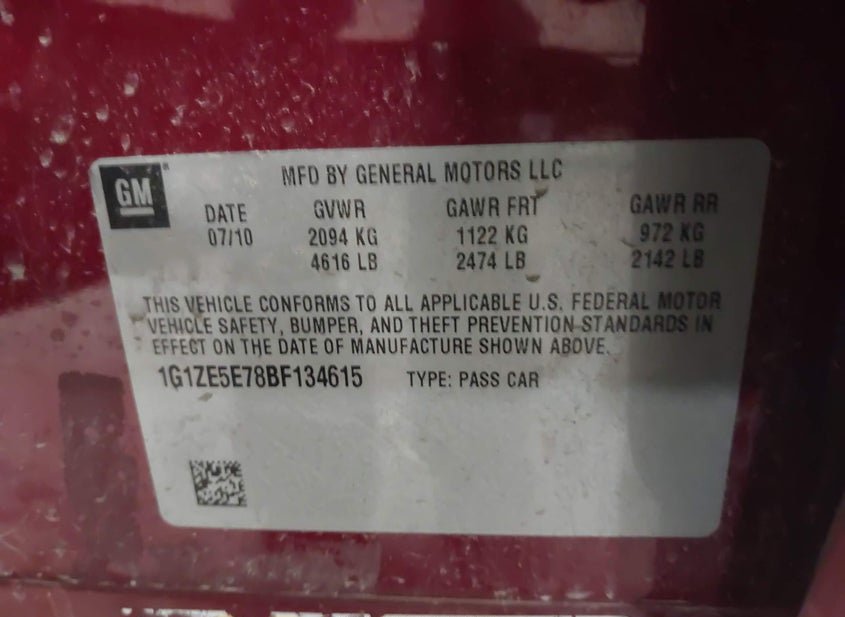 GM
MFD BY GENERAL MOTORS LLC
DATE GVWR GAWR FRT GAWR RR
07/10 2094 KG 1122 KG 972 KG
4616 LB 2474 LB 2142 LB
THIS VEHICLE CONFORMS TO ALL APPLICABLE U.S. FEDERAL MOTOR
VEHICLE SAFETY, BUMPER, AND THEFT PREVENTION STANDARDS IN
EFFECT ON THE DATE OF MANUFACTURE SHOWN ABOVE.
1G1ZE5E78BF134615 TYPE: PASS CAR